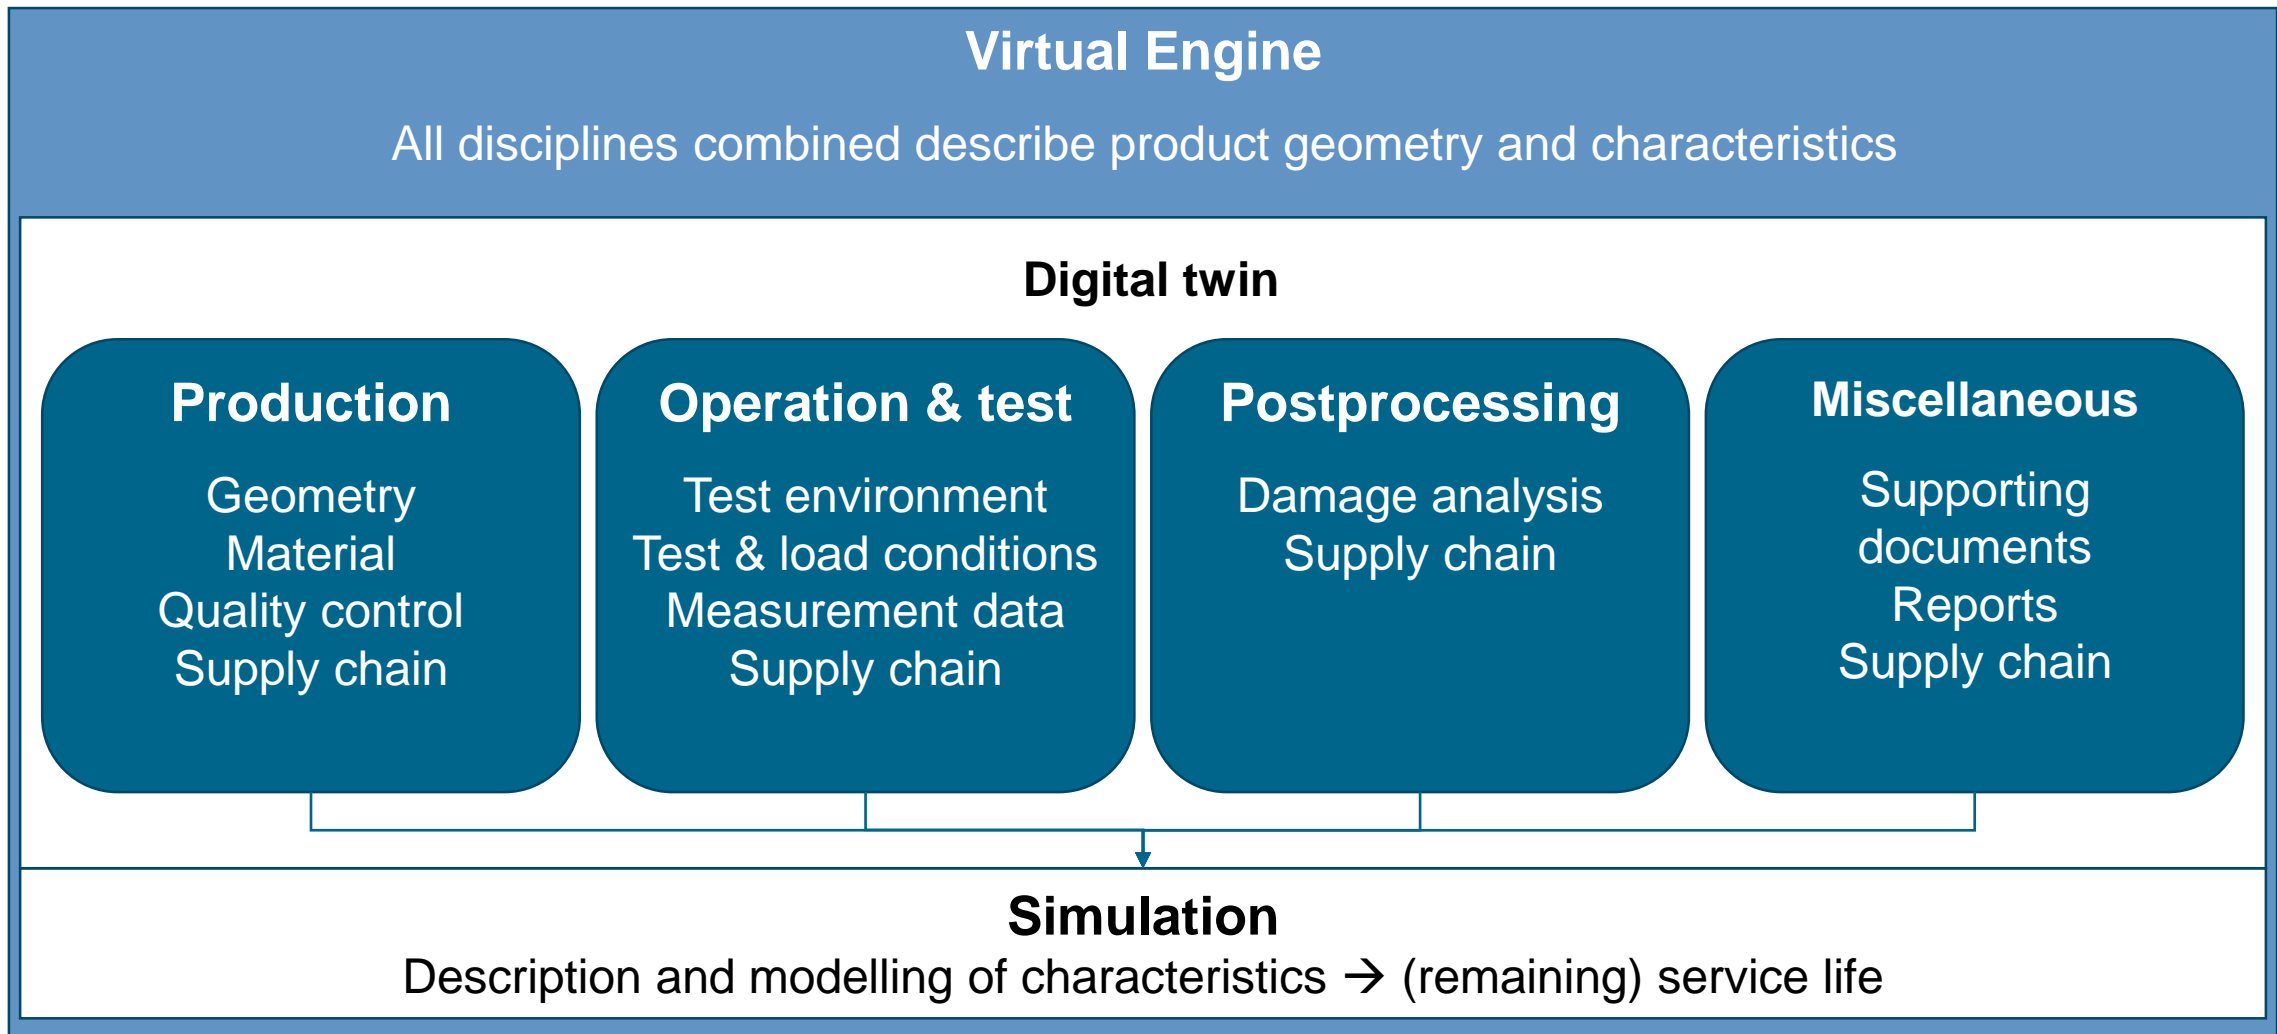 Virtual Engine
All disciplines combined describe product geometry and characteristics
Digital twin
Production
Geometry
Material
Quality control
Supply chain
Operation & test
Test environment
Test & load conditions
Measurement data
Supply chain
Postprocessing
Damage analysis
Supply chain
Miscellaneous
Supporting
documents
Reports
Supply chain
Simulation
Description and modelling of characteristics → (remaining) service life